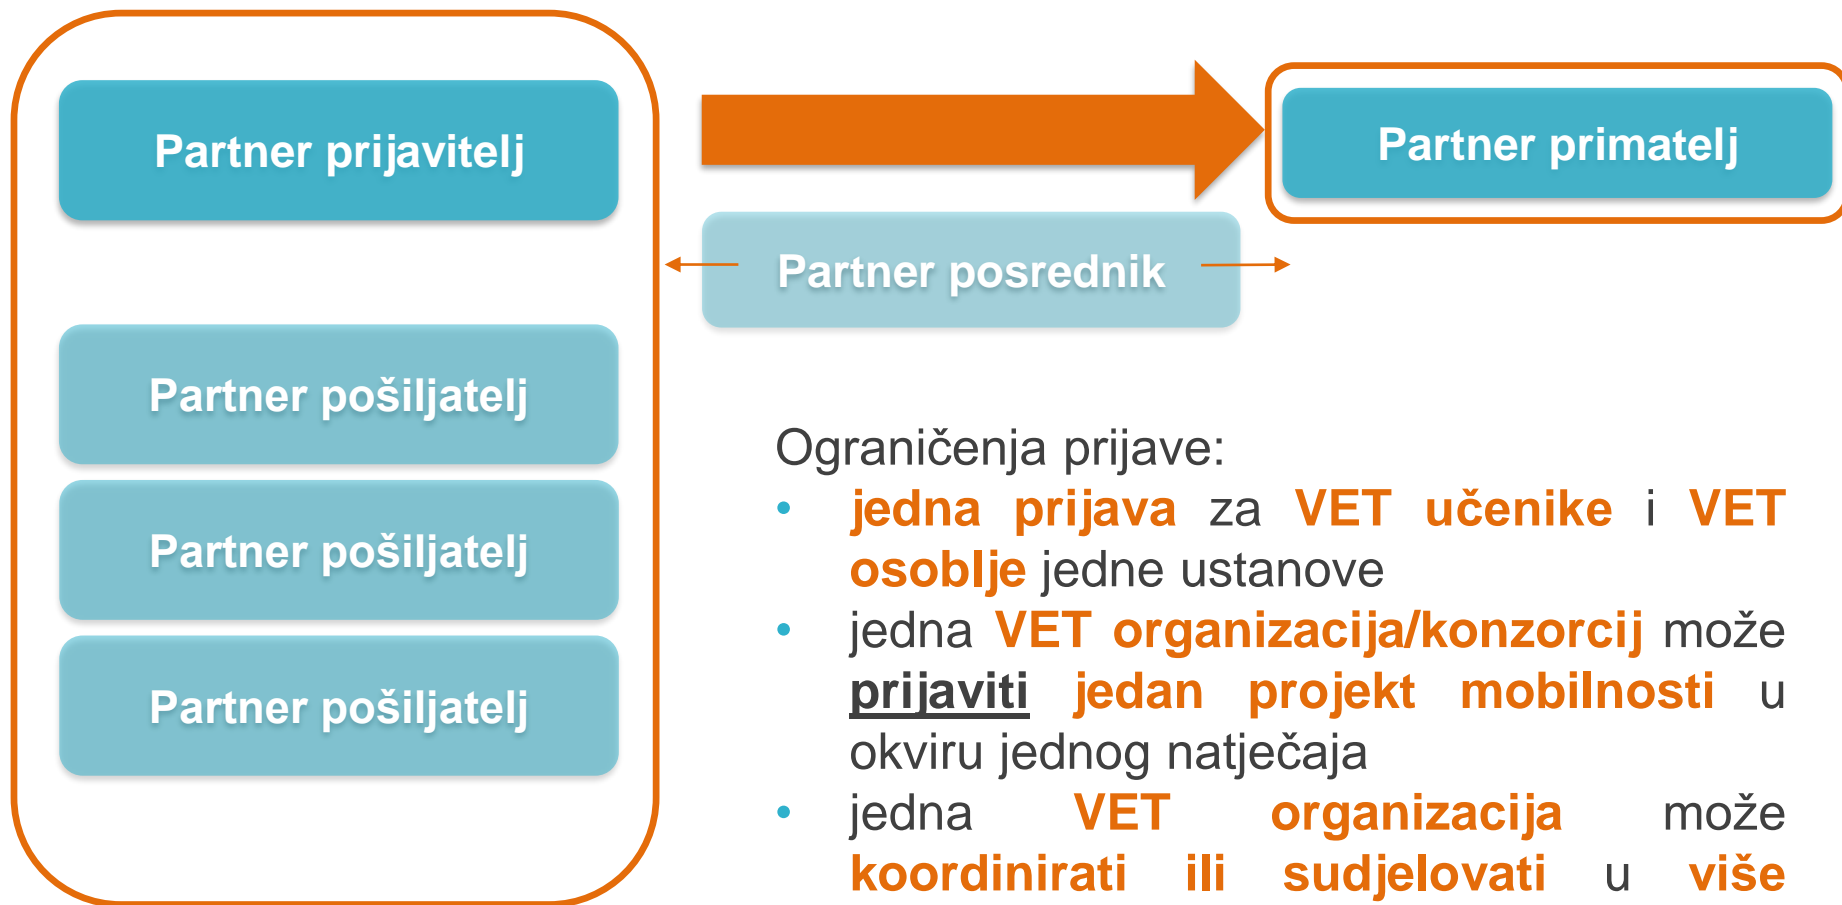 Partner prijavitelj
Partner primatelj
Partner posrednik
Partner pošiljatelj
Partner pošiljatelj
Partner pošiljatelj
Ograničenja prijave:
• jedna prijava za VET učenike i VET
osoblje jedne ustanove
• jedna VET organizacija/konzorcij može
prijaviti jedan projekt mobilnosti u
okviru jednog natječaja
• jedna VET organizacija može
koordinirati ili sudjelovati u više